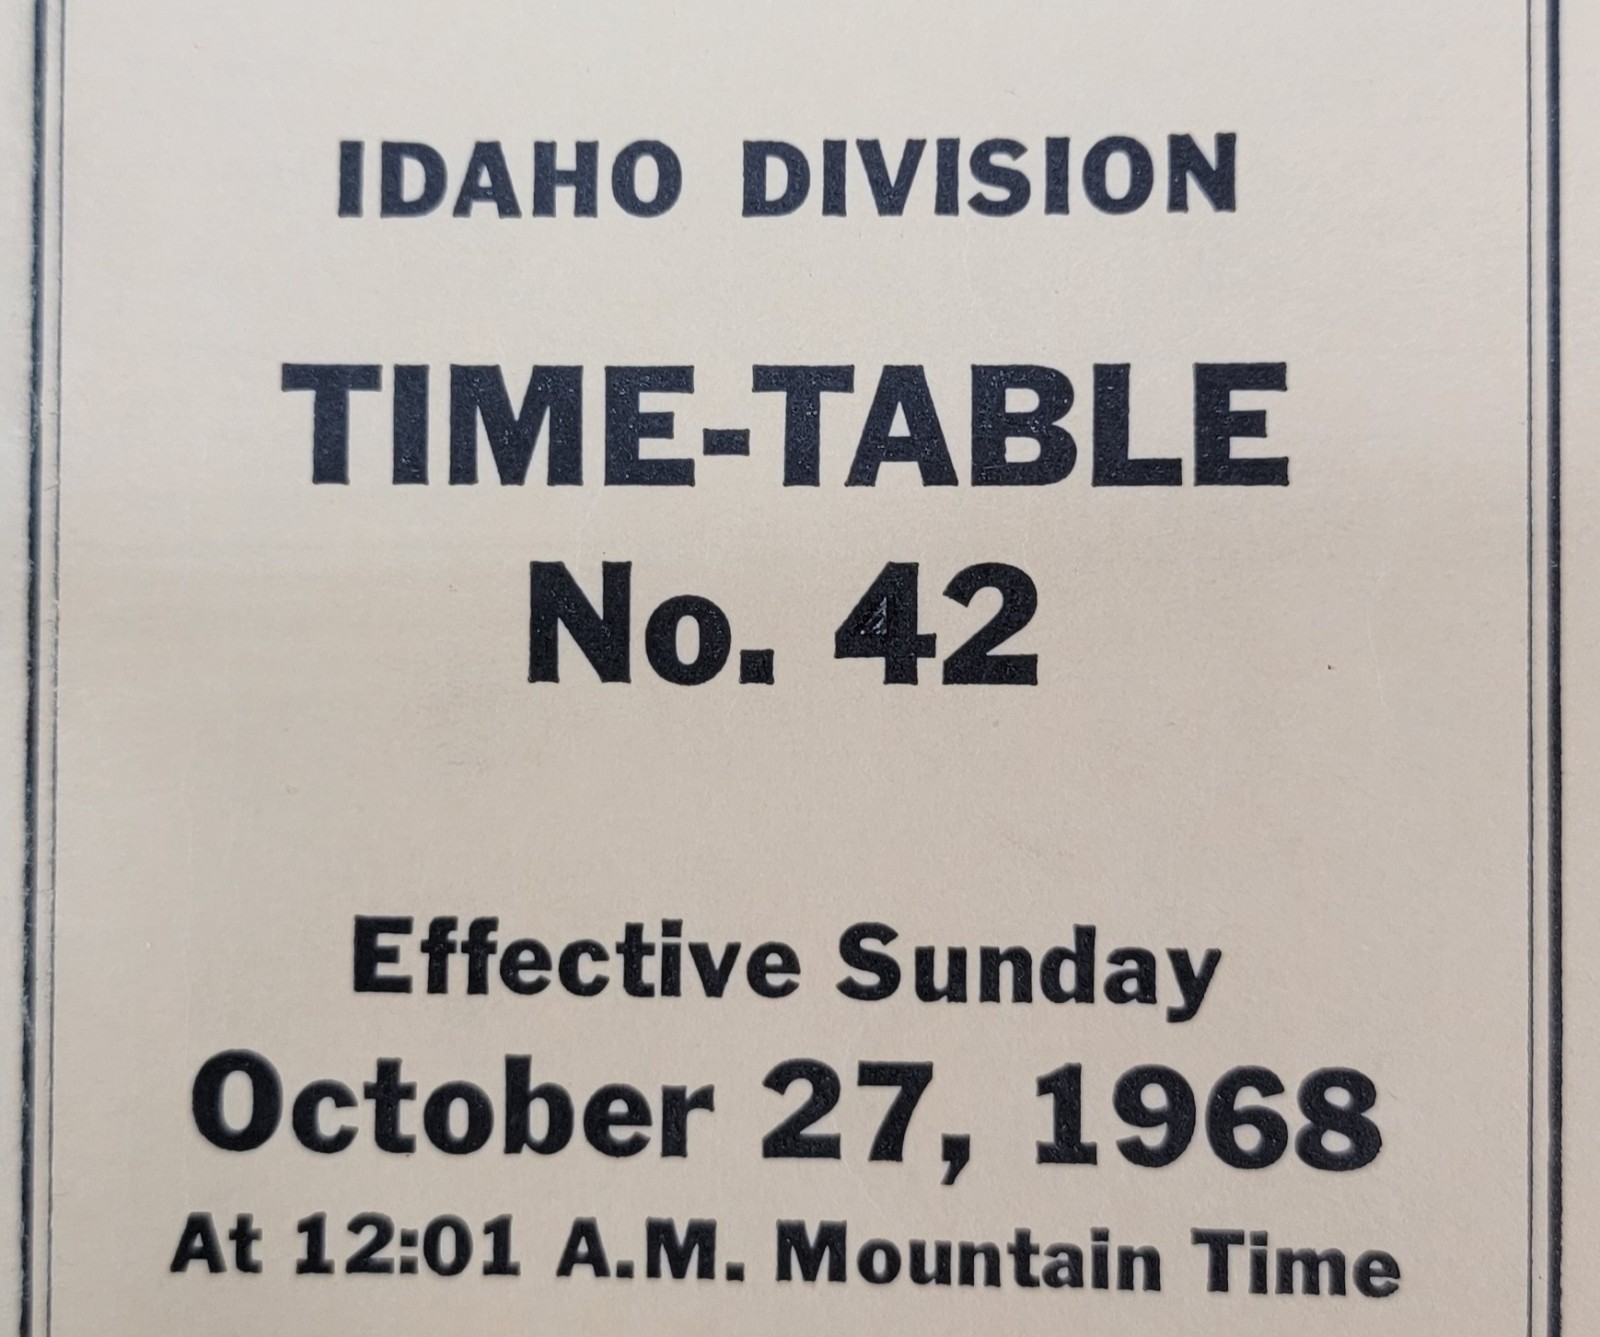 IDAHO DIVISION
TIME-TABLE
No. 42
Effective Sunday
October 27, 1968
At 12:01 A.M. Mountain Time